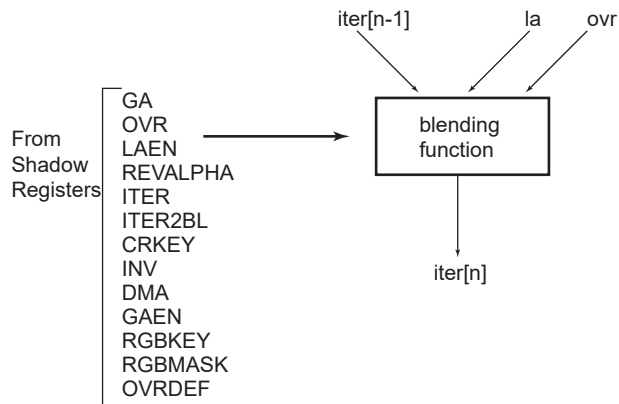 iter[n-1]
la
ovr
From
Shadow
Registers
GA
OVR
LAEN
REVALPHA
ITER
ITER2BL
CRKEY
INV
DMA
GAEN
RGBKEY
RGBMASK
OVRDEF
blending
function
iter[n]